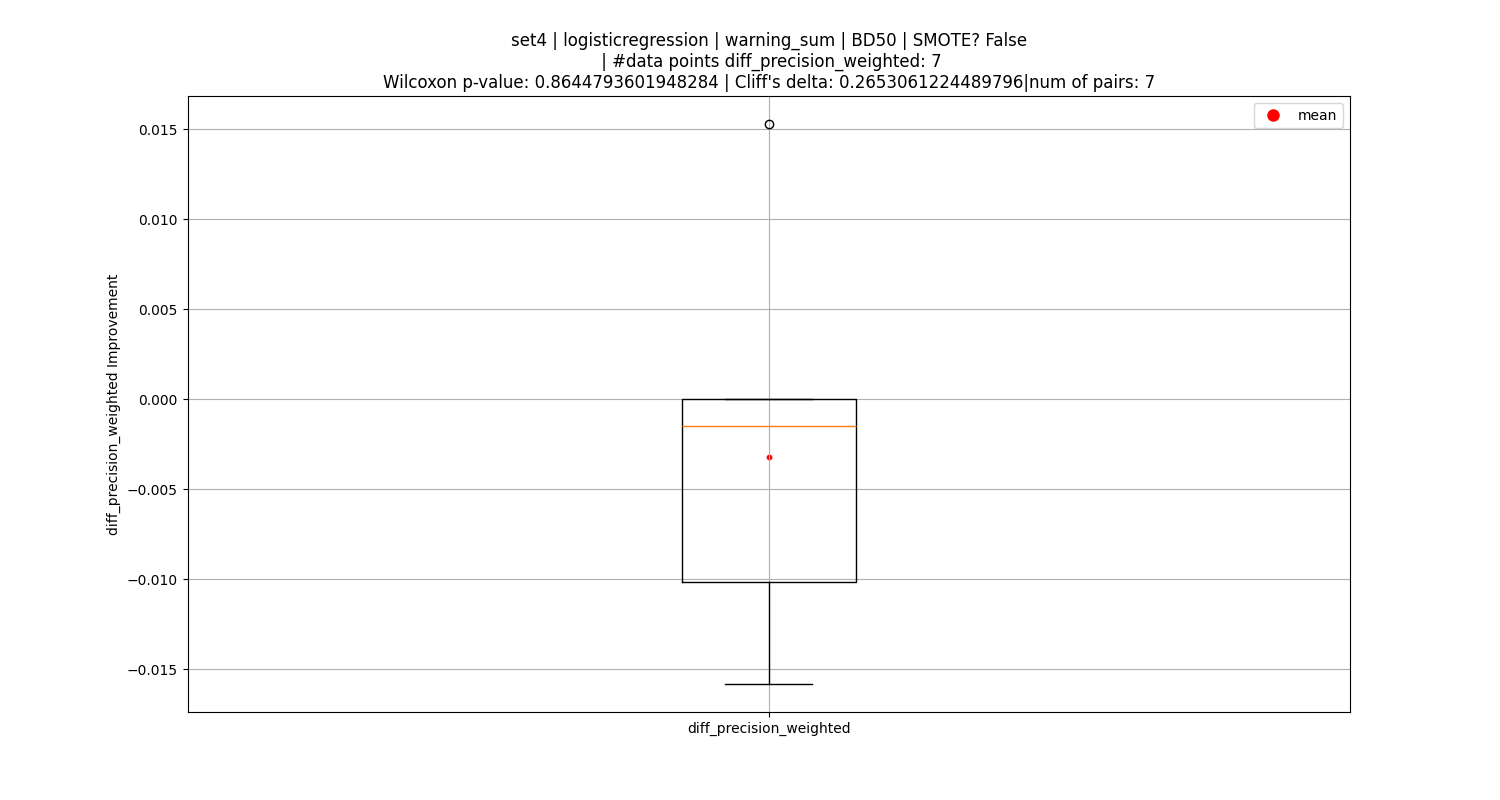 set4 | logisticregression | warning_sum | BD50 | SMOTE? False
| #data points diff_precision_weighted: 7
Wilcoxon p-value: 0.8644793601948284 | Cliff's delta: 0.2653061224489796|num of pairs: 7
mean
0.015
0.010
0.005
0.000
−0.005
−0.010
−0.015
diff_precision_weighted Improvement
diff_precision_weighted